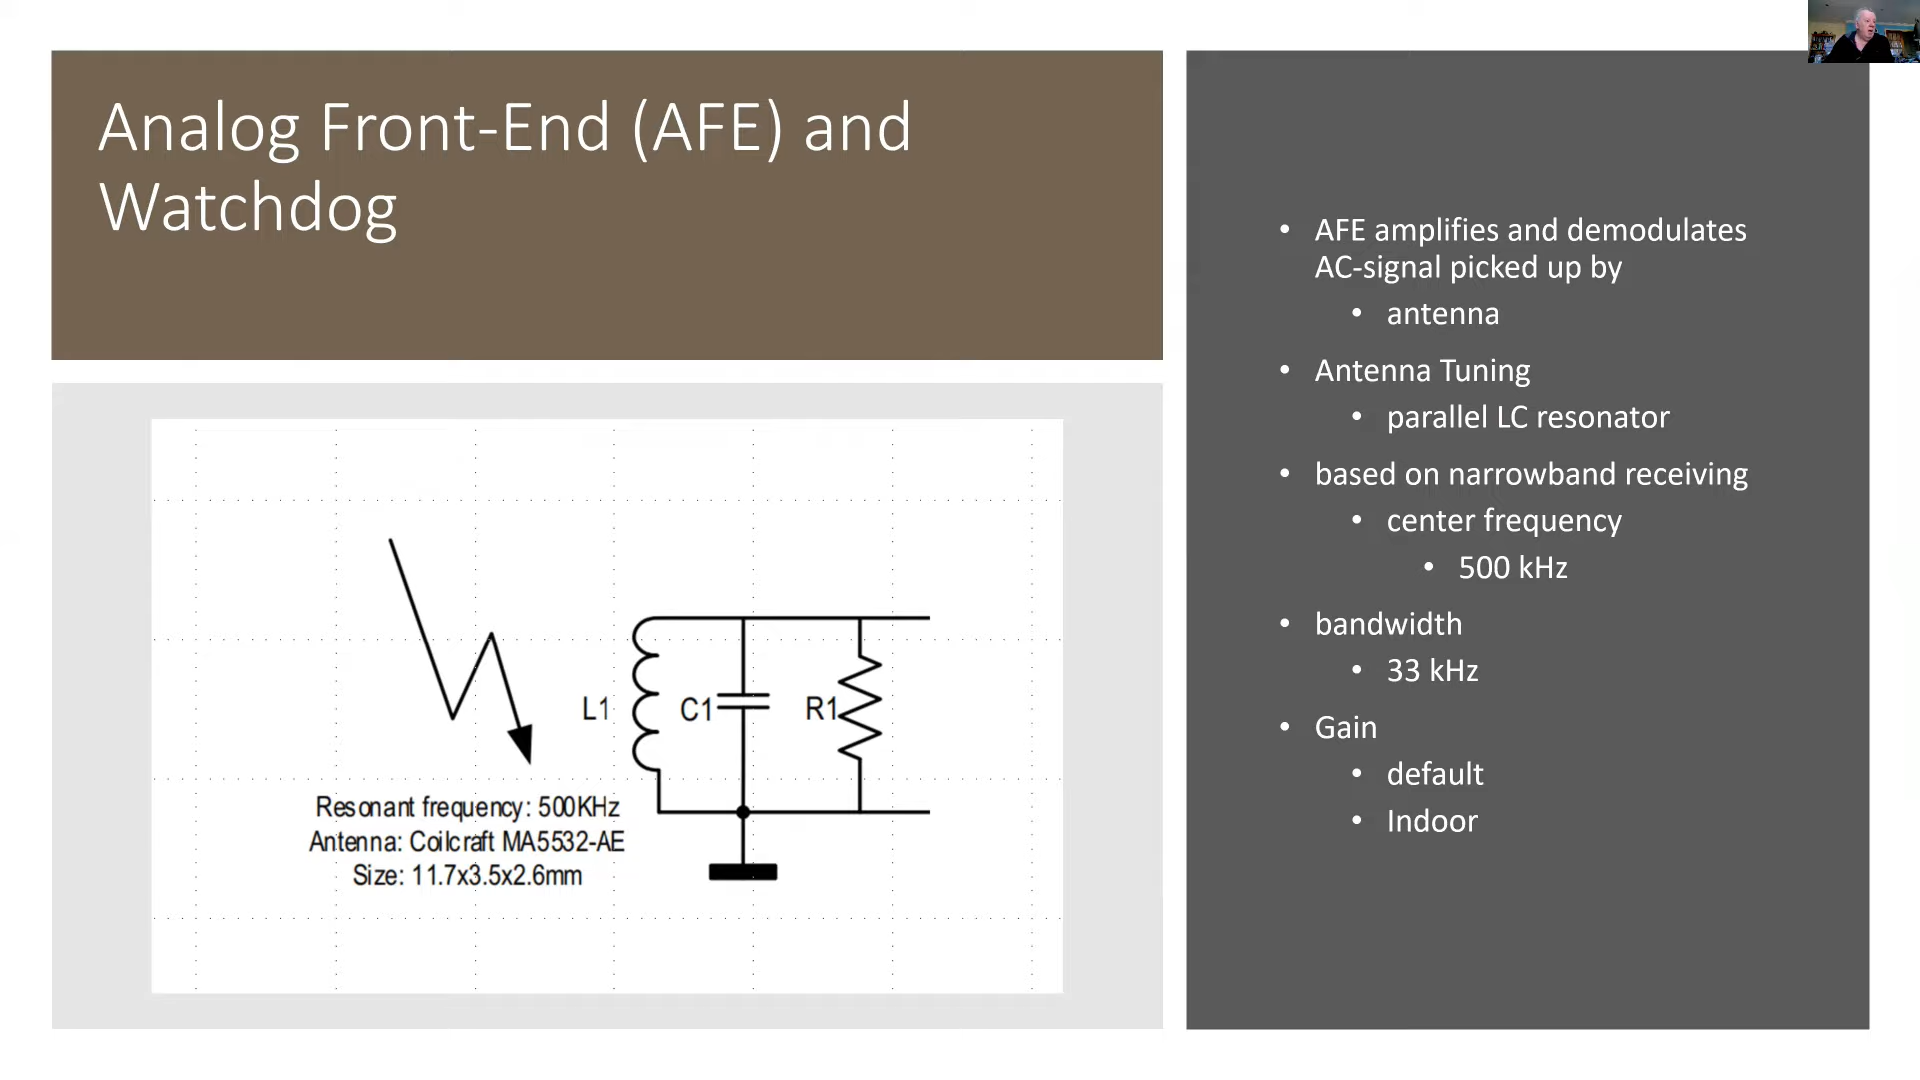 Analog Front-End (AFE) and
Watchdog
L1
C1
R1
Resonant frequency: 500KHz
Antenna: Coilcraft MA5532-AE
Size: 11.7x3.5x2.6mm
• AFE amplifies and demodulates
AC-signal picked up by
• antenna
• Antenna Tuning
• parallel LC resonator
• based on narrowband receiving
• center frequency
• 500 kHz
• bandwidth
• 33 kHz
• Gain
• default
• Indoor